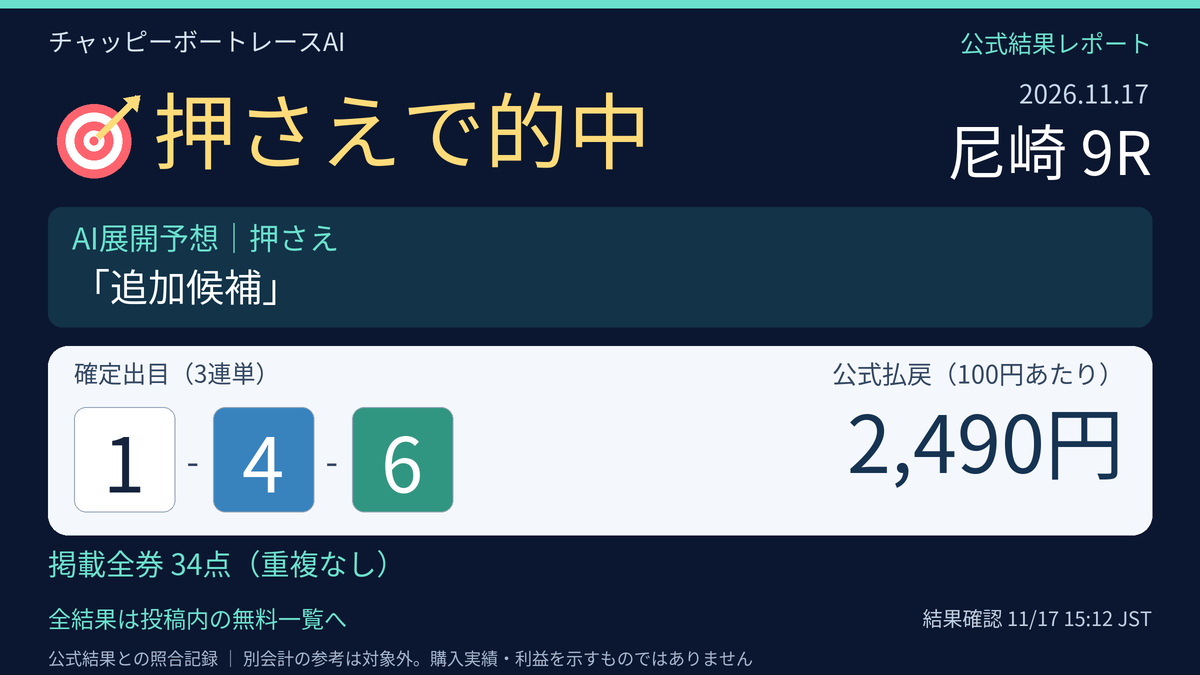 チャッピーボートレースAI
公式結果レポート
2026.11.17
押さえで的中
尼崎 9R
AI展開予想｜押さえ
「追加候補」
確定出目（3連単）
公式払戻（100円あたり）
1 - 4 - 6
2,490円
掲載全券 34点（重複なし）
全結果は投稿内の無料一覧へ
結果確認 11/17 15:12 JST
公式結果との照合記録｜別会計の参考は対象外。購入実績・利益を示すものではありません